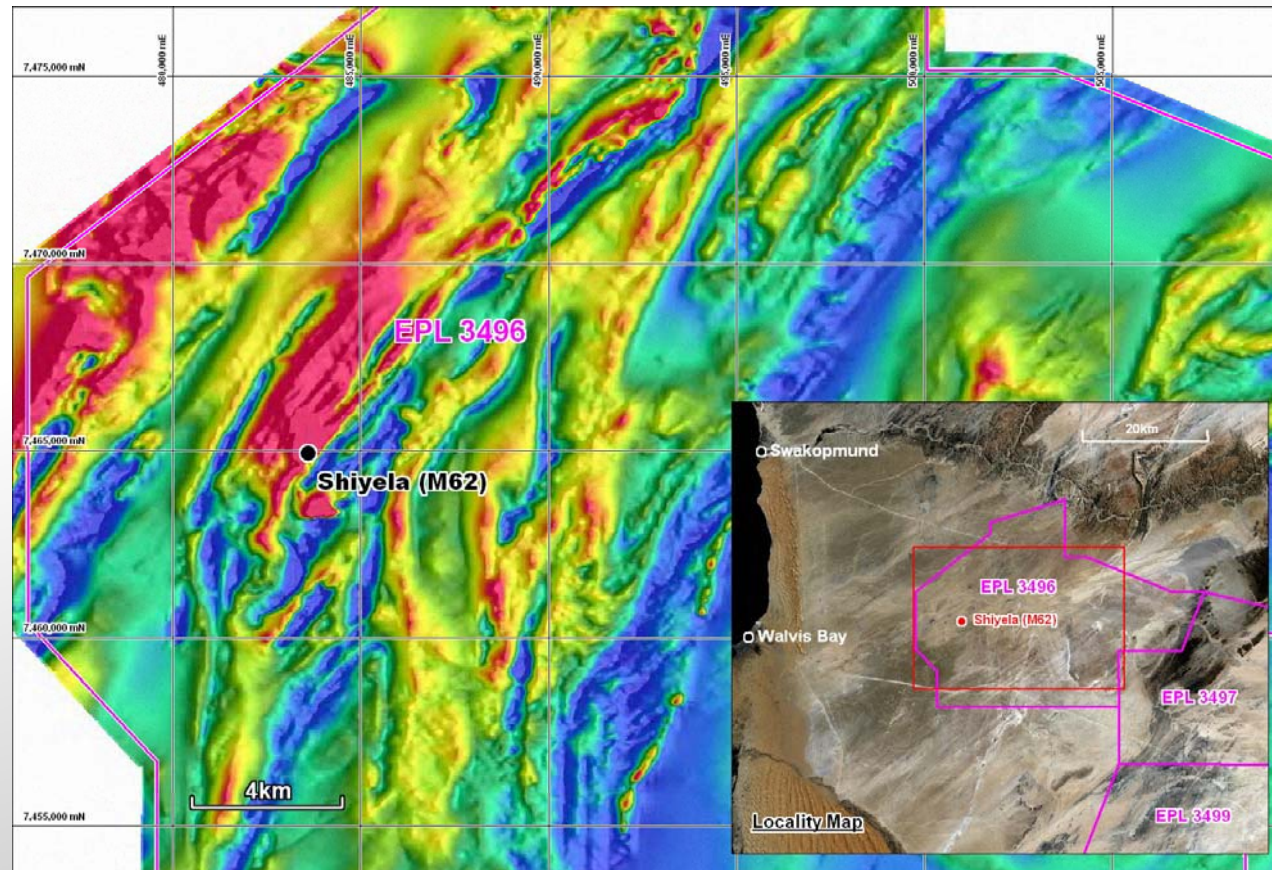 480,000 mE
485,000 mE
490,000 mE
495,000 mE
500,000 mE
505,000 mE
7,475,000 mN
7,470,000 mN
EPL 3496
7,465,000 mN
Shiyela (M62)
7,460,000 mN
4km
7,455,000 mN
20km
Swakopmund
EPL 3496
Shiyela (M62)
Walvis Bay
EPL 3497
EPL 3499
Locality Map